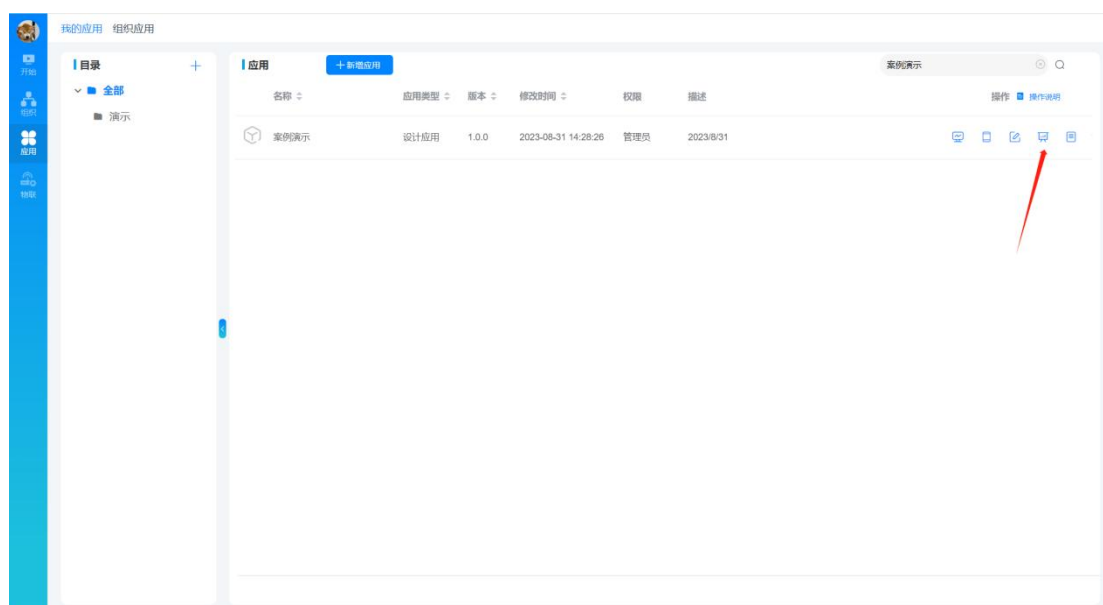 我的应用 组织应用
开始
组织
应用
物联
目录
全部
演示
应用 +新增应用 案例演示
名称 应用类型 版本 修改时间 权限 描述 操作 操作说明
案例演示 设计应用 1.0.0 2023-08-31 14:28:26 管理员 2023/8/31